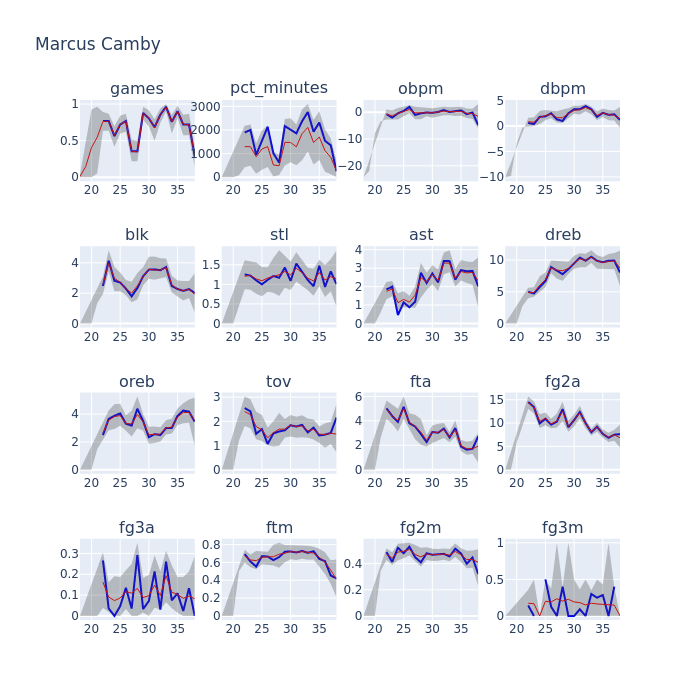 Marcus Camby
games pct_minutes obpm dbpm
1 0.5 0 3000 2000 1000 0 0 −10 −20 5 0 −5 −10
20 25 30 35 20 25 30 35 20 25 30 35 20 25 30 35
blk stl ast dreb
4 2 0 1.5 1 0.5 0 4 3 2 1 0 10 5 0
20 25 30 35 20 25 30 35 20 25 30 35 20 25 30 35
oreb tov fta fg2a
4 2 0 3 2 1 0 6 4 2 0 15 10 5 0
20 25 30 35 20 25 30 35 20 25 30 35 20 25 30 35
fg3a ftm fg2m fg3m
0.3 0.2 0.1 0 0.8 0.6 0.4 0.2 0 0.4 0.2 0 1 0.5 0
20 25 30 35 20 25 30 35 20 25 30 35 20 25 30 35